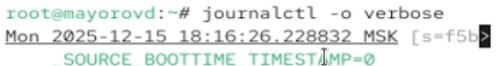 root@mayorovd:~# journalctl -o verbose
Mon 2025-12-15 18:16:26.228832 MSK [s=f5b>
_SOURCE_BOOTTIME_TIMESTAMP=0